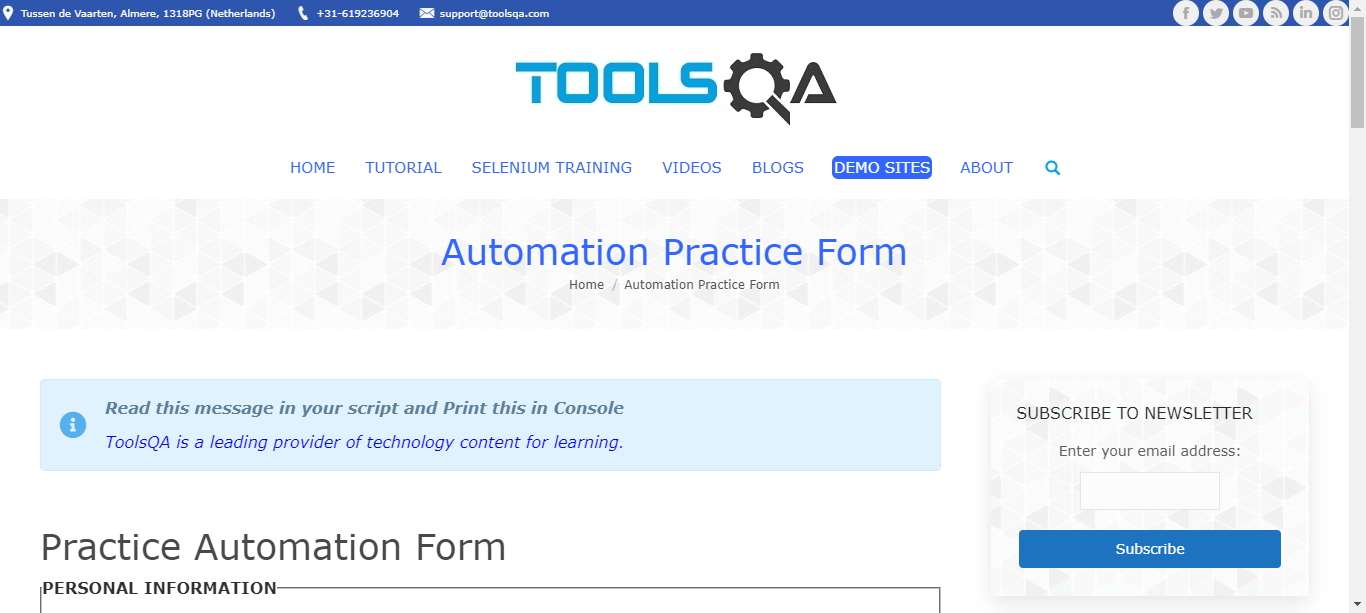 Tussen de Vaarten, Almere, 1318PG (Netherlands) +31-619236904 support@toolsqa.com
TOOLSQA
HOME TUTORIAL SELENIUM TRAINING VIDEOS BLOGS DEMO SITES ABOUT
Automation Practice Form
Home / Automation Practice Form
Read this message in your script and Print this in Console
ToolsQA is a leading provider of technology content for learning.
SUBSCRIBE TO NEWSLETTER
Enter your email address:
Subscribe
Practice Automation Form
PERSONAL INFORMATION